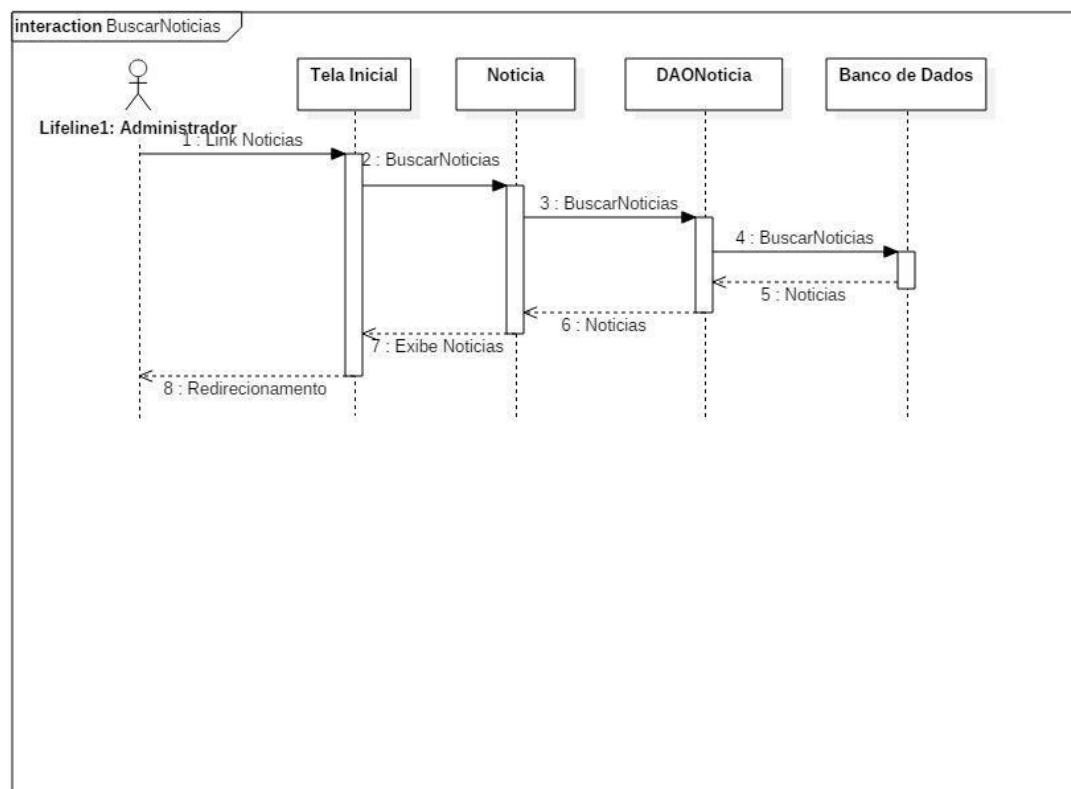 interaction BuscarNoticias
Tela Inicial
Noticia
DAONoticia
Banco de Dados
Lifeline1: Administrador
1 : Link Noticias
2 : BuscarNoticias
3 : BuscarNoticias
4 : BuscarNoticias
5 : Noticias
6 : Noticias
7 : Exibe Noticias
8 : Redirecionamento